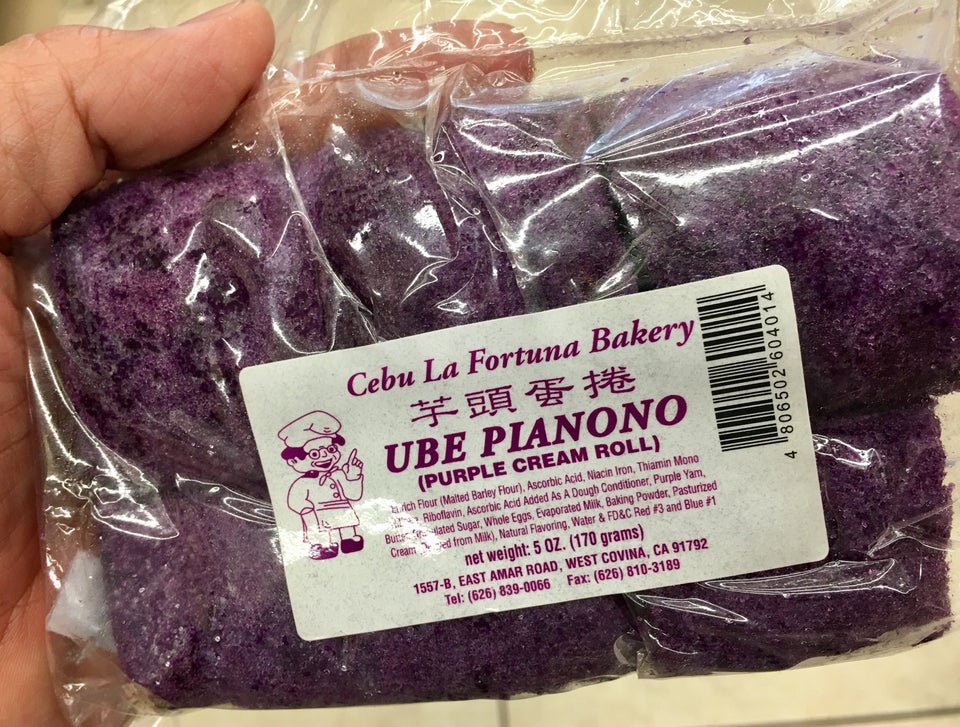 Cebu La Fortuna Bakery
芋頭蛋捲
UBE PIANONO
(PURPLE CREAM ROLL)
rich Flour (Malted Barley Flour), Ascorbic Acid, Niacin Iron, Thiamin Mono
Riboflavin, Ascorbic Acid Added As A Dough Conditioner, Purple Yam,
Butter Sugar, Whole Eggs, Evaporated Milk, Baking Powder, Pasturized
Cream from Milk), Natural Flavoring, Water & FD&C Red #3 and Blue #1
net weight: 5 OZ. (170 grams)
1557-B, EAST AMAR ROAD, WEST COVINA, CA 91792
Tel: (626) 839-0066 Fax: (626) 810-3189
4 806502 604014